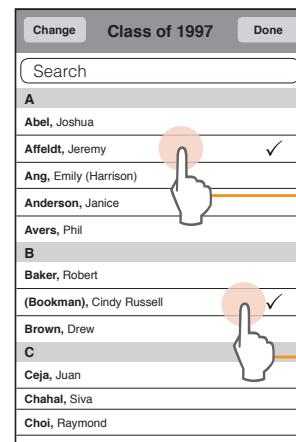 Change Class of 1997 Done
Search
A
Abel, Joshua
Affeldt, Jeremy
Ang, Emily (Harrison)
Anderson, Janice
Avers, Phil
B
Baker, Robert
(Bookman), Cindy Russell
Brown, Drew
C
Ceja, Juan
Chahal, Siva
Choi, Raymond